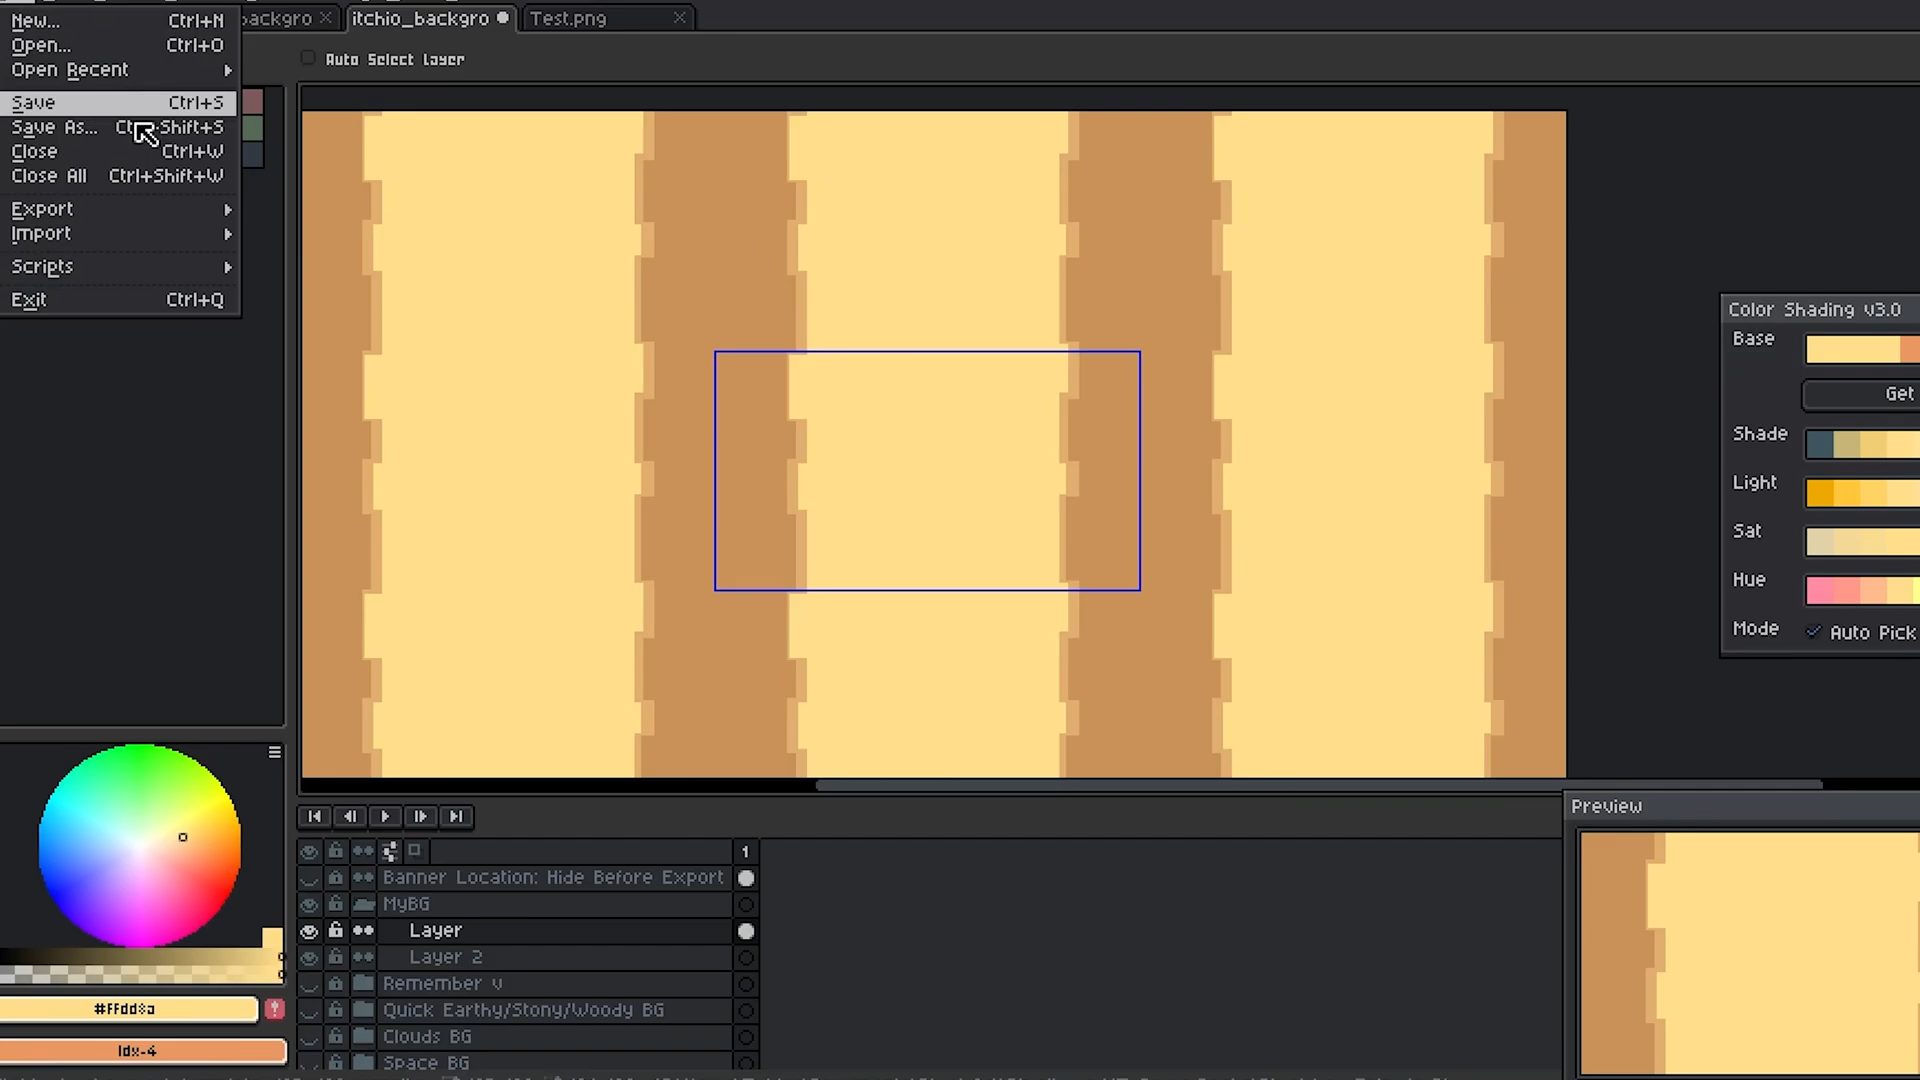 New... Ctrl+N
Open... Ctrl+O
Open Recent
Save Ctrl+S
Save As... Shift+S
Close Ctrl+W
Close All Ctrl+Shift+W
Export
Import
Scripts
Exit Ctrl+Q
backgro
itchio_backgro
Test.png
Auto Select Layer
Color Shading v3.0
Base
Get
Shade
Light
Sat
Hue
Mode Auto Pick
1
Banner Location: Hide Before Export
MyBG
Layer
Layer 2
Remember v
Quick Earthy/Stony/Woody BG
Clouds BG
Space BG
#ffdd8a
Idx-4
Preview